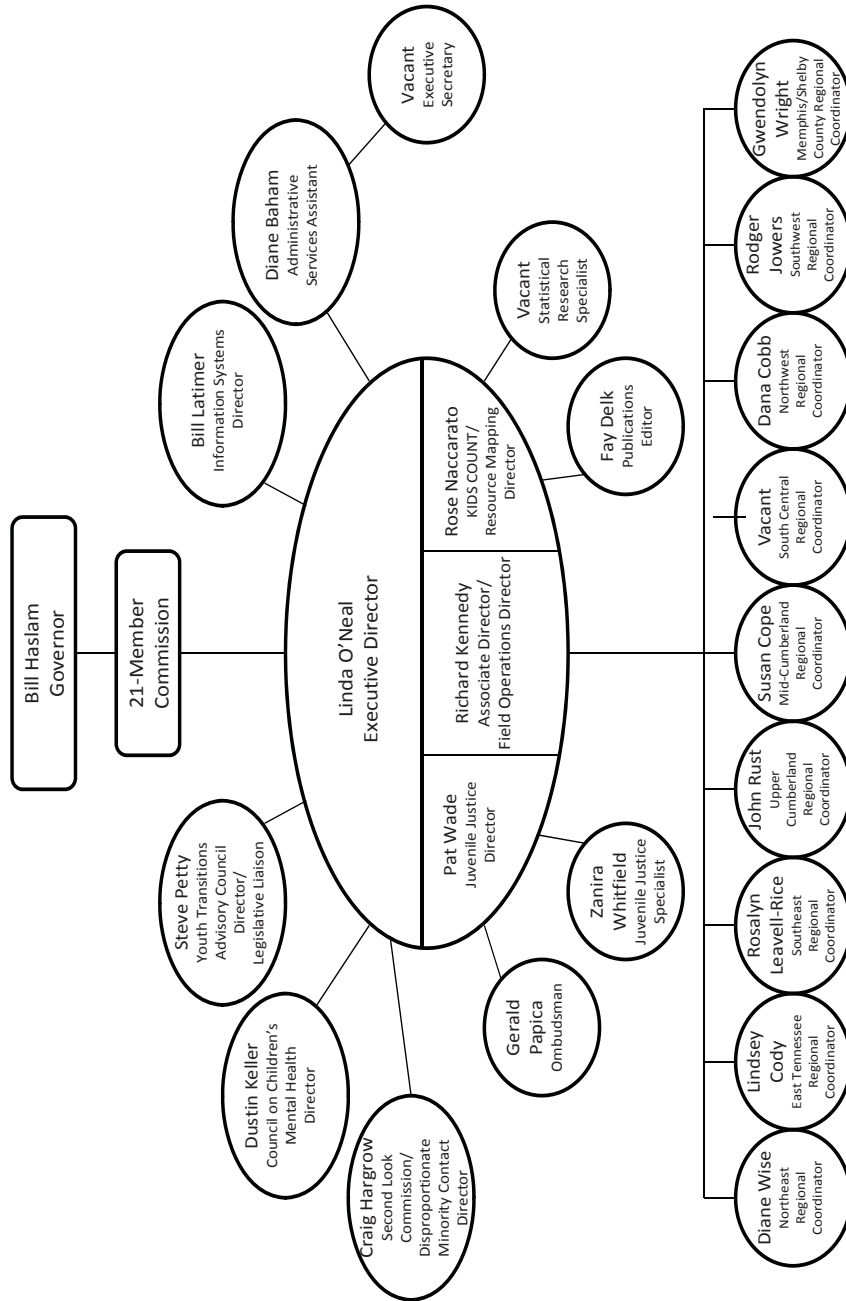 Bill Haslam
Governor
21-Member
Commission
Linda O'Neal
Executive Director
Pat Wade
Juvenile Justice
Director
Richard Kennedy
Associate Director/
Field Operations Director
Rose Naccarato
KIDS COUNT/
Resource Mapping
Director
Craig Hargrow
Second Look
Commission/
Disproportionate
Minority Contact
Director
Dustin Keller
Council on Children's
Mental Health
Director
Steve Petty
Youth Transitions
Advisory Council
Director/
Legislative Liaison
Bill Latimer
Information Systems
Director
Diane Baham
Administrative
Services Assistant
Vacant
Executive
Secretary
Gerald
Papica
Ombudsman
Zanira
Whitfield
Juvenile Justice
Specialist
Fay Delk
Publications
Editor
Vacant
Statistical
Research
Specialist
Diane Wise
Northeast
Regional
Coordinator
Lindsey
Cody
East Tennessee
Regional
Coordinator
Rosalyn
Leavell-Rice
Southeast
Regional
Coordinator
John Rust
Upper
Cumberland
Regional
Coordinator
Susan Cope
Mid-Cumberland
Regional
Coordinator
Vacant
South Central
Regional
Coordinator
Dana Cobb
Northwest
Regional
Coordinator
Rodger
Jowers
Southwest
Regional
Coordinator
Gwendolyn
Wright
Memphis/Shelby
County Regional
Coordinator